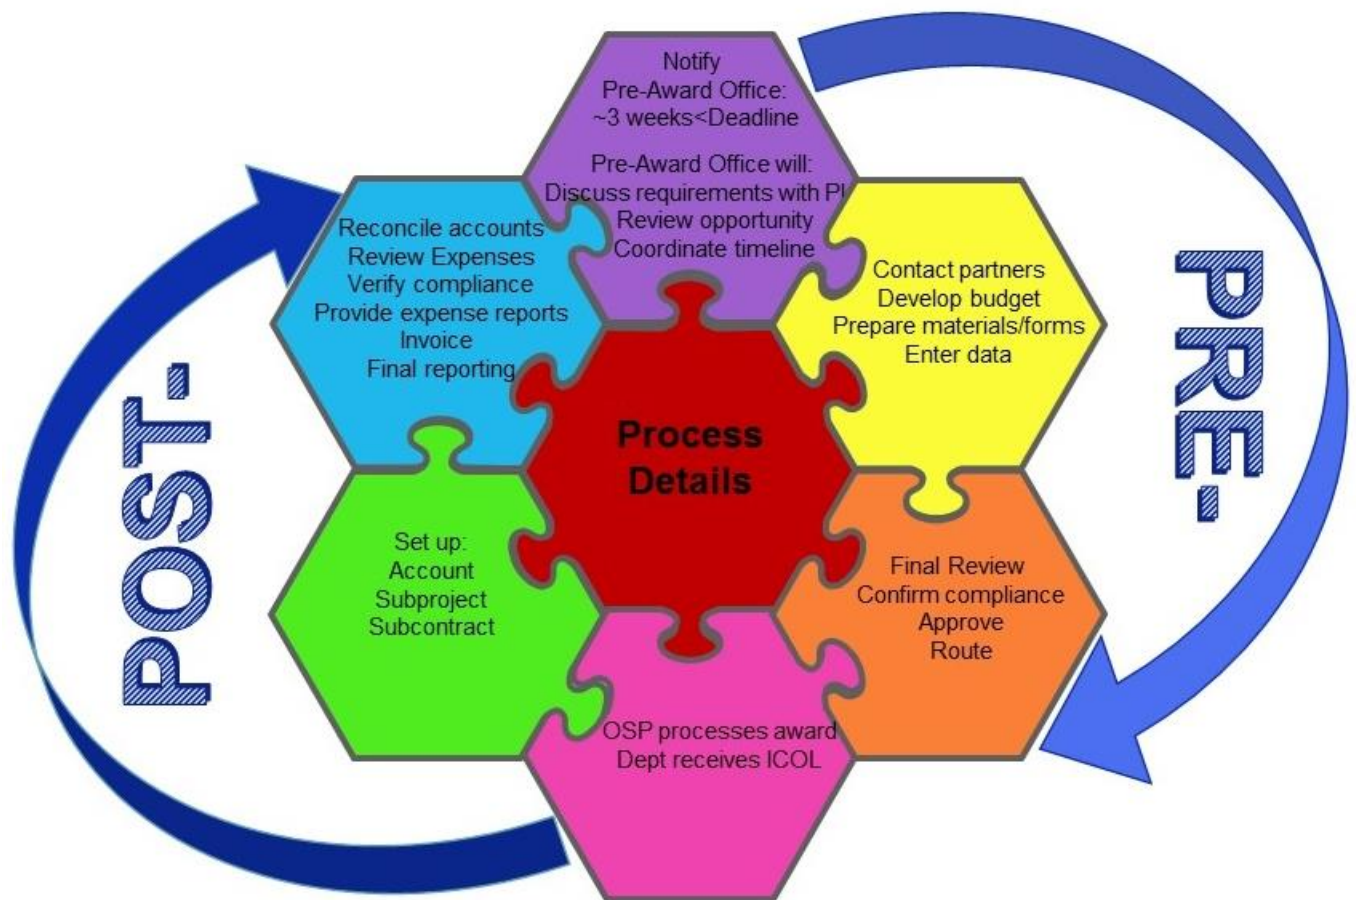 Notify
Pre-Award Office:
~3 weeks<Deadline
Pre-Award Office will:
Discuss requirements with PI
Review opportunity
Coordinate timeline
Contact partners
Develop budget
Prepare materials/forms
Enter data
Final Review
Confirm compliance
Approve
Route
OSP processes award
Dept receives ICOL
Set up:
Account
Subproject
Subcontract
Reconcile accounts
Review Expenses
Verify compliance
Provide expense reports
Invoice
Final reporting
Process
Details
PRE-
POST-